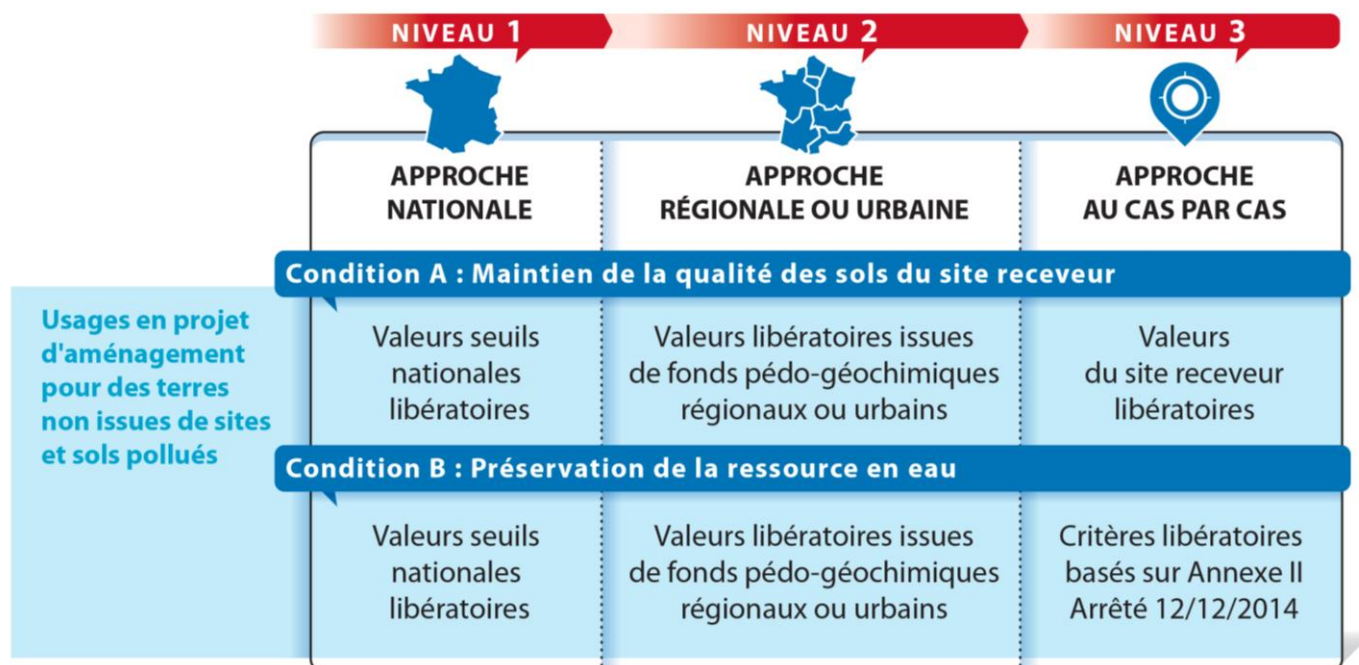 NIVEAU 1
NIVEAU 2
NIVEAU 3
APPROCHE
NATIONALE
APPROCHE
RÉGIONALE OU URBAINE
APPROCHE
AU CAS PAR CAS
Condition A : Maintien de la qualité des sols du site receveur
Usages en projet
d'aménagement
pour des terres
non issues de sites
et sols pollués
Valeurs seuils
nationales
libératoires
Valeurs libératoires issues
de fonds pédo-géochimiques
régionaux ou urbains
Valeurs
du site receveur
libératoires
Condition B : Préservation de la ressource en eau
Valeurs seuils
nationales
libératoires
Valeurs libératoires issues
de fonds pédo-géochimiques
régionaux ou urbains
Critères libératoires
basés sur Annexe II
Arrêté 12/12/2014